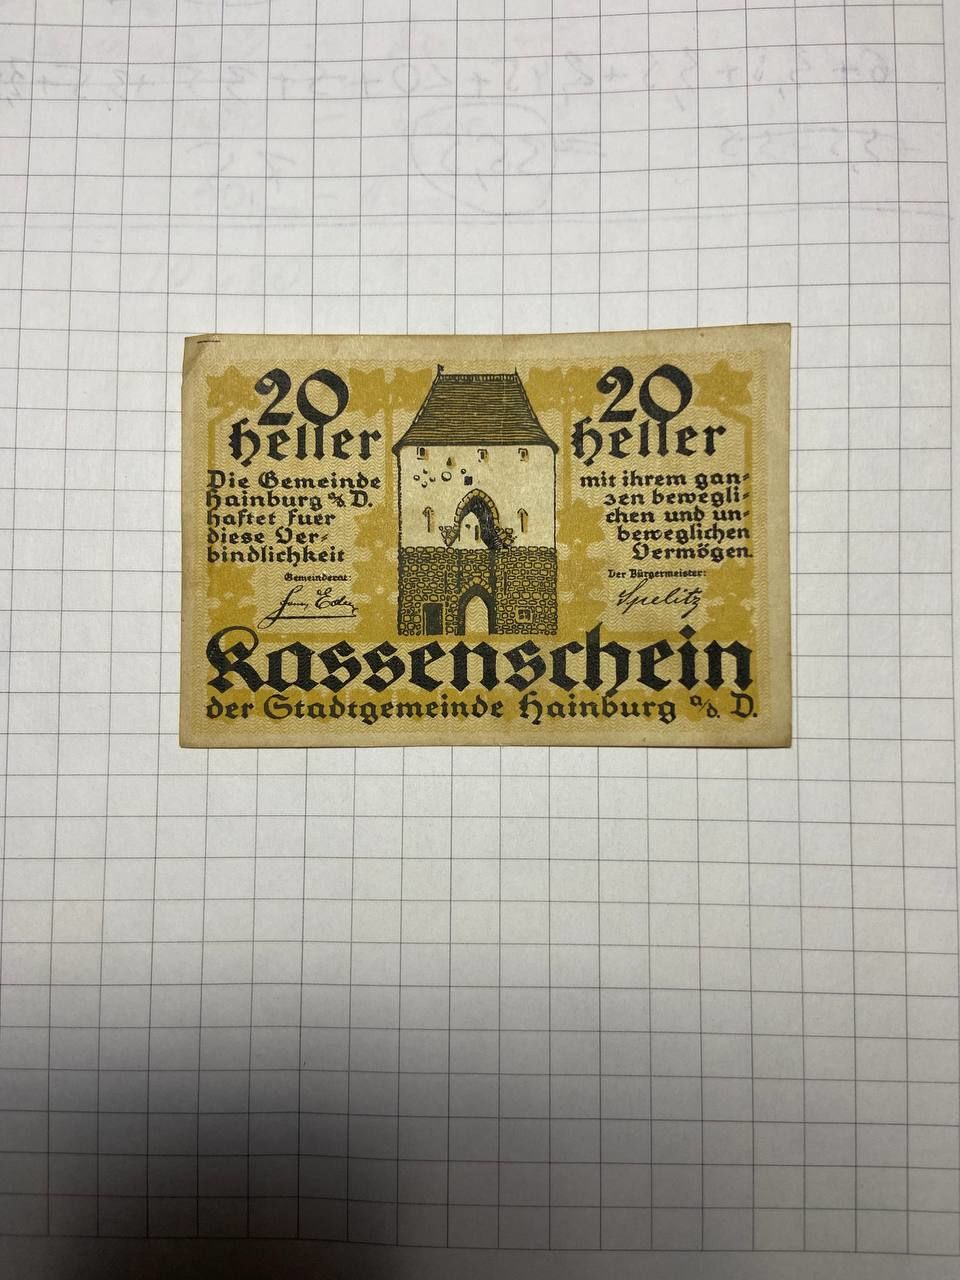 20
Heller
20
Heller
Die Gemeinde
Hainburg a/d D.
haftet fuer
diese Ver-
bindlichkeit
mit ihrem gan-
zen bewegli-
chen und un-
beweglichen
Vermögen.
Gemeinderat:
Der Bürgermeister:
Spelitz
Kassenschein
der Stadtgemeinde Hainburg a/d. D.